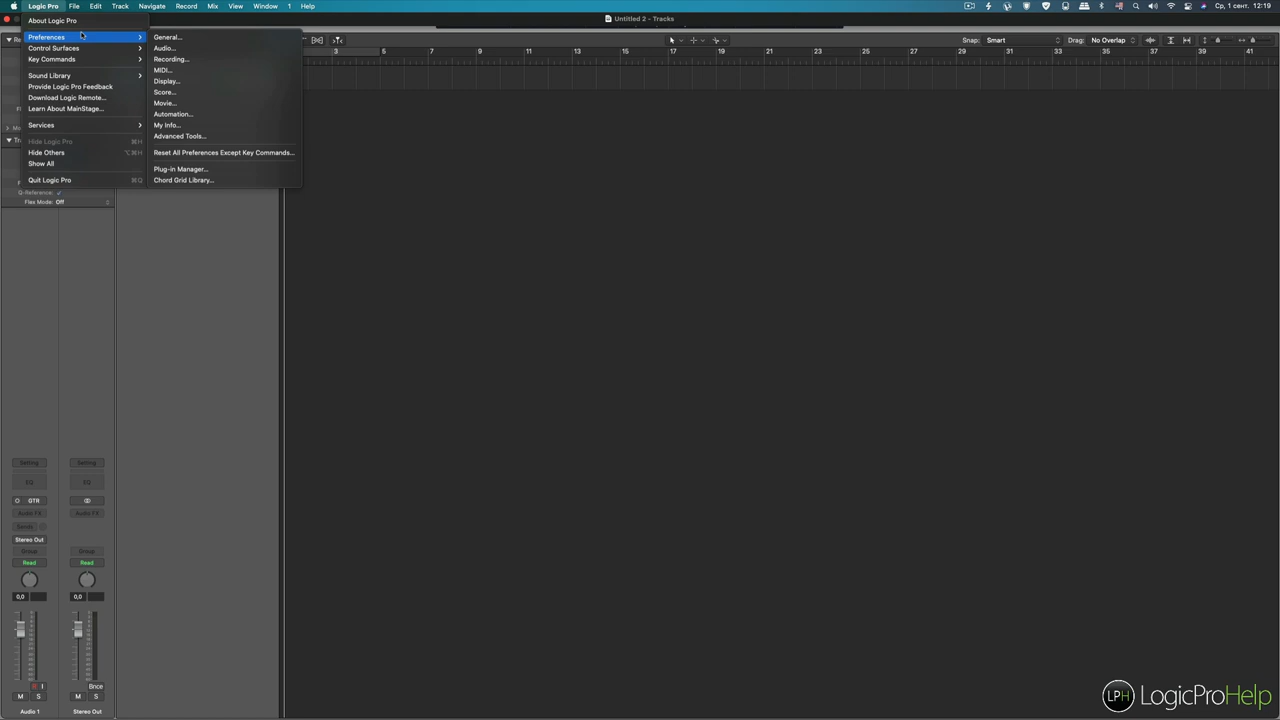 Logic Pro File Edit Track Navigate Record Mix View Window 1 Help Ср, 1 сент. 12:19
About Logic Pro
Untitled 2 - Tracks
Preferences
General...
Snap: Smart Drag: No Overlap
Control Surfaces
Audio...
Key Commands
Recording...
3 5 7 9 11 13 15 17 19 21 23 25 27 29 31 33 35 37 39 41
MIDI...
Sound Library
Display...
Provide Logic Pro Feedback
Score...
Download Logic Remote...
Movie...
Learn About MainStage...
Automation...
Services
My Info...
Advanced Tools...
Hide Logic Pro ⌘H
Hide Others ⌥⌘H
Reset All Preferences Except Key Commands...
Show All
Plug-in Manager...
Quit Logic Pro ⌘Q
Chord Grid Library...
Q-Reference:
Flex Mode: Off
Setting Setting
EQ EQ
GTR
Audio FX Audio FX
Sends
Stereo Out
Group Group
Read Read
0,0 0,0
R I Bnce
M S M S
Audio 1 Stereo Out
LPH LogicProHelp